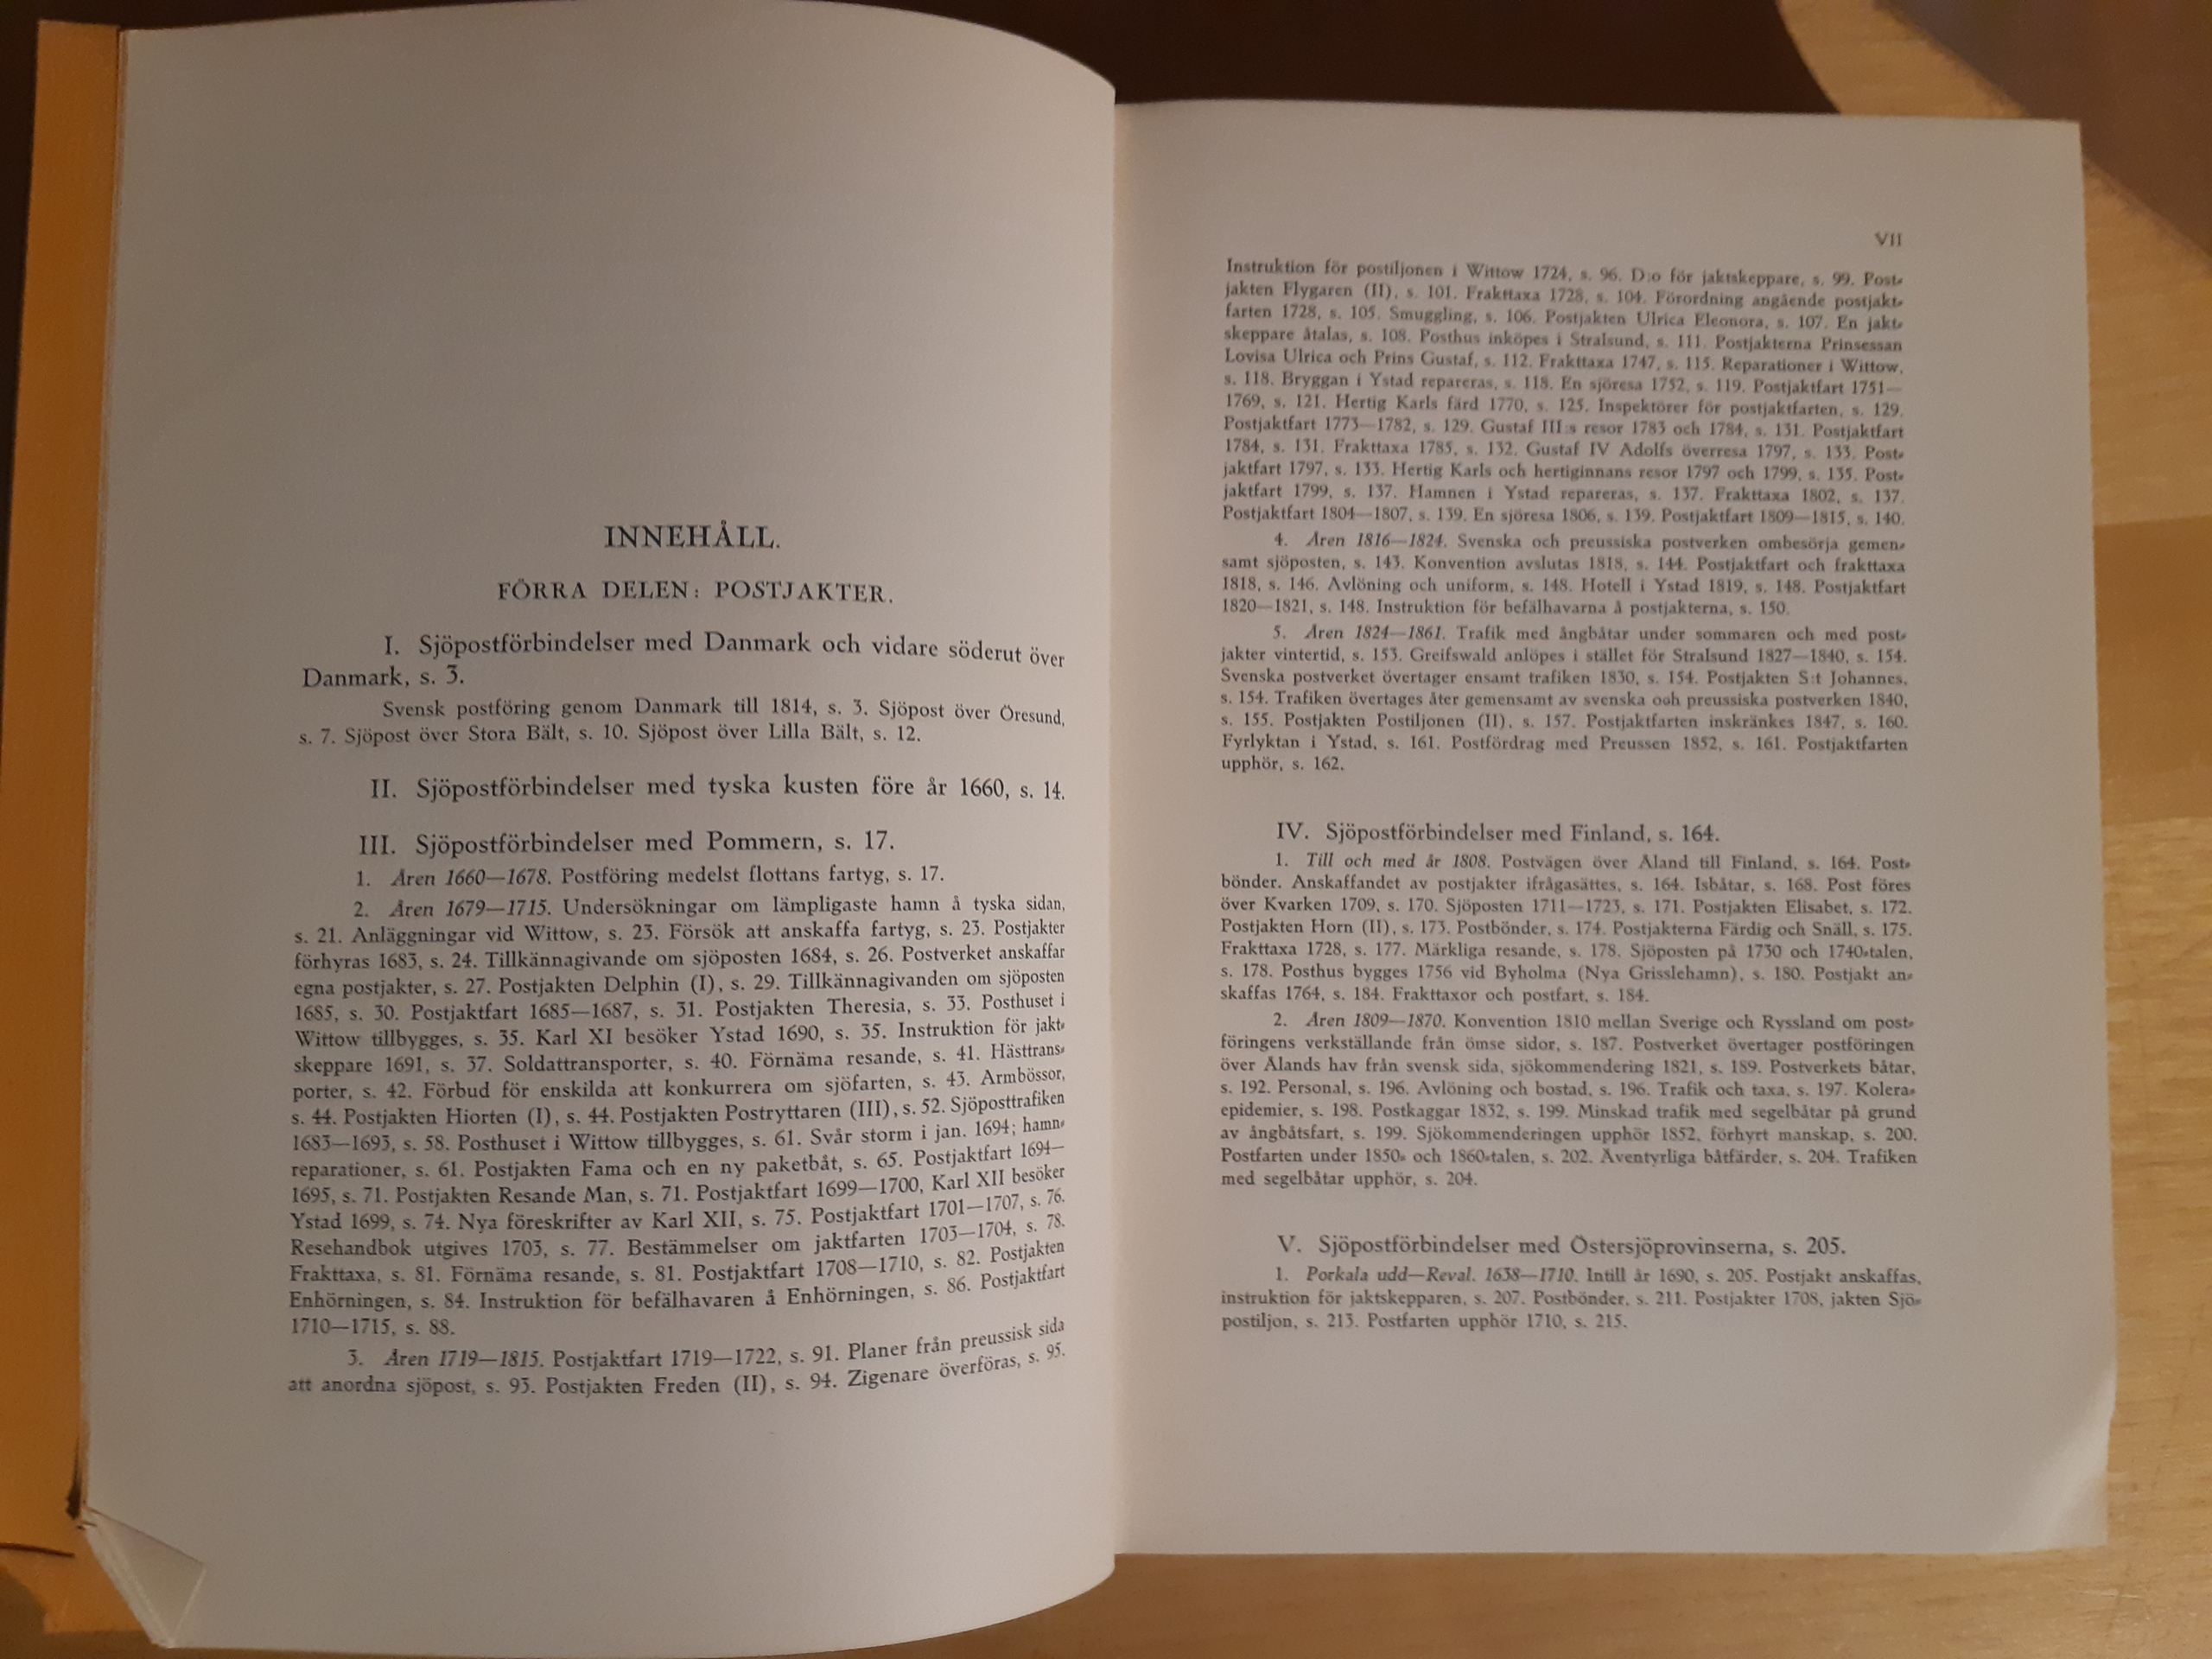 INNEHÅLL.
FÖRRA DELEN: POSTJAKTER.
I. Sjöpostförbindelser med Danmark och vidare söderut över
Danmark, s. 3.
Svensk postföring genom Danmark till 1814, s. 3. Sjöpost över Öresund,
s. 7. Sjöpost över Stora Bält, s. 10. Sjöpost över Lilla Bält, s. 12.
II. Sjöpostförbindelser med tyska kusten före år 1660, s. 14.
III. Sjöpostförbindelser med Pommern, s. 17.
1. Åren 1660—1678. Postföring medelst flottans fartyg, s. 17.
2. Åren 1679—1715. Undersökningar om lämpligaste hamn å tyska sidan,
s. 21. Anläggningar vid Wittow, s. 23. Försök att anskaffa fartyg, s. 23. Postjakter
förhyras 1683, s. 24. Tillkännagivande om sjöposten 1684, s. 26. Postverket anskaffar
egna postjakter, s. 27. Postjakten Delphin (I), s. 29. Tillkännagivanden om sjöposten
1685, s. 30. Postjaktfart 1685—1687, s. 31. Postjakten Theresia, s. 33. Posthuset i
Wittow tillbygges, s. 35. Karl XI besöker Ystad 1690, s. 35. Instruktion för jakt-
skeppare 1691, s. 37. Soldattransporter, s. 40. Förnäma resande, s. 41. Hästtrans-
porter, s. 42. Förbud för enskilda att konkurrera om sjöfarten, s. 43. Armbössor,
s. 44. Postjakten Hiorten (I), s. 44. Postjakten Postryttaren (III), s. 52. Sjöposttrafiken
1683—1693, s. 58. Posthuset i Wittow tillbygges, s. 61. Svår storm i jan. 1694; hamn-
reparationer, s. 61. Postjakten Fama och en ny paketbåt, s. 65. Postjaktfart 1694—
1695, s. 71. Postjakten Resande Man, s. 71. Postjaktfart 1699—1700, Karl XII besöker
Ystad 1699, s. 74. Nya föreskrifter av Karl XII, s. 75. Postjaktfart 1701—1707, s. 76.
Resehandbok utgives 1703, s. 77. Bestämmelser om jaktfarten 1703—1704, s. 78.
Frakttaxa, s. 81. Förnäma resande, s. 81. Postjaktfart 1708—1710, s. 82. Postjakten
Enhörningen, s. 84. Instruktion för befälhavaren å Enhörningen, s. 86. Postjaktfart
1710—1715, s. 88.
3. Åren 1719—1815. Postjaktfart 1719—1722, s. 91. Planer från preussisk sida
att anordna sjöpost, s. 93. Postjakten Freden (II), s. 94. Zigenare överföras, s. 95.
VII
Instruktion för postiljonen i Wittow 1724, s. 96. D:o för jaktskeppare, s. 99. Post-
jakten Flygaren (II), s. 101. Frakttaxa 1728, s. 104. Förordning angående postjakt-
farten 1728, s. 105. Smuggling, s. 106. Postjakten Ulrica Eleonora, s. 107. En jakt-
skeppare åtalas, s. 108. Posthus inköpes i Stralsund, s. 111. Postjakterna Prinsessan
Lovisa Ulrica och Prins Gustaf, s. 112. Frakttaxa 1747, s. 115. Reparationer i Wittow,
s. 118. Bryggan i Ystad repareras, s. 118. En sjöresa 1752, s. 119. Postjaktfart 1751—
1769, s. 121. Hertig Karls färd 1770, s. 125. Inspektörer för postjaktfarten, s. 129.
Postjaktfart 1773—1782, s. 129. Gustaf III:s resor 1783 och 1784, s. 131. Postjaktfart
1784, s. 131. Frakttaxa 1785, s. 132. Gustaf IV Adolfs överresa 1797, s. 133. Post-
jaktfart 1797, s. 133. Hertig Karls och hertiginnans resor 1797 och 1799, s. 135. Post-
jaktfart 1799, s. 137. Hamnen i Ystad repareras, s. 137. Frakttaxa 1802, s. 137.
Postjaktfart 1804—1807, s. 139. En sjöresa 1806, s. 139. Postjaktfart 1809—1815, s. 140.
4. Åren 1816—1824. Svenska och preussiska postverken ombesörja gemen-
samt sjöposten, s. 143. Konvention avslutas 1818, s. 144. Postjaktfart och frakttaxa
1818, s. 146. Avlöning och uniform, s. 148. Hotell i Ystad 1819, s. 148. Postjaktfart
1820—1821, s. 148. Instruktion för befälhavarna å postjakterna, s. 150.
5. Åren 1824—1861. Trafik med ångbåtar under sommaren och med post-
jakter vintertid, s. 153. Greifswald anlöpes i stället för Stralsund 1827—1840, s. 154.
Svenska postverket övertager ensamt trafiken 1830, s. 154. Postjakten S:t Johannes,
s. 154. Trafiken övertages åter gemensamt av svenska och preussiska postverken 1840,
s. 155. Postjakten Postiljonen (II), s. 157. Postjaktfarten inskränkes 1847, s. 160.
Fyrlyktan i Ystad, s. 161. Postfördrag med Preussen 1852, s. 161. Postjaktfarten
upphör, s. 162.
IV. Sjöpostförbindelser med Finland, s. 164.
1. Till och med år 1808. Postvägen över Åland till Finland, s. 164. Post-
bönder. Anskaffandet av postjakter ifrågasättes, s. 164. Isbåtar, s. 168. Post föres
över Kvarken 1709, s. 170. Sjöposten 1711—1723, s. 171. Postjakten Elisabet, s. 172.
Postjakten Horn (II), s. 173. Postbönder, s. 174. Postjakterna Färdig och Snäll, s. 175.
Frakttaxa 1728, s. 177. Märkliga resande, s. 178. Sjöposten på 1730 och 1740-talen,
s. 178. Posthus bygges 1756 vid Byholma (Nya Grisslehamn), s. 180. Postjakt an-
skaffas 1764, s. 184. Frakttaxor och postfart, s. 184.
2. Åren 1809—1870. Konvention 1810 mellan Sverige och Ryssland om post-
föringens verkställande från ömse sidor, s. 187. Postverket övertager postföringen
över Ålands hav från svensk sida, sjökommendering 1821, s. 189. Postverkets båtar,
s. 192. Personal, s. 196. Avlöning och bostad, s. 196. Trafik och taxa, s. 197. Kolera-
epidemier, s. 198. Postkaggar 1832, s. 199. Minskad trafik med segelbåtar på grund
av ångbåtsfart, s. 199. Sjökommenderingen upphör 1852, förhyrt manskap, s. 200.
Postfarten under 1850- och 1860-talen, s. 202. Äventyrliga båtfärder, s. 204. Trafiken
med segelbåtar upphör, s. 204.
V. Sjöpostförbindelser med Östersjöprovinserna, s. 205.
1. Porkala udd—Reval. 1638—1710. Intill år 1690, s. 205. Postjakt anskaffas,
instruktion för jaktskepparen, s. 207. Postbönder, s. 211. Postjakter 1708, jakten Sjö-
postiljon, s. 213. Postfarten upphör 1710, s. 215.